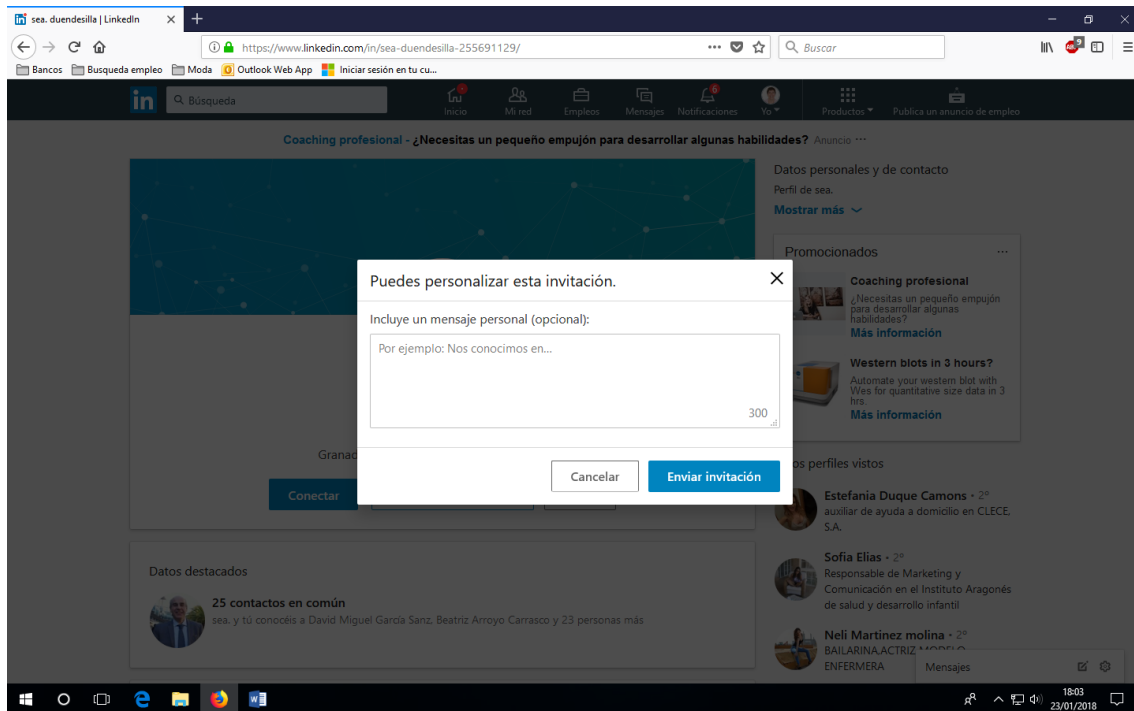 sea. duendesilla | LinkedIn
https://www.linkedin.com/in/sea-duendesilla-255691129/
Buscar
Bancos
Busqueda empleo
Moda
Outlook Web App
Iniciar sesión en tu cu...
in
Búsqueda
Inicio
Mi red
Empleos
Mensajes
6
Notificaciones
Yo
Productos
Publica un anuncio de empleo
Coaching profesional - ¿Necesitas un pequeño empujón para desarrollar algunas habilidades? Anuncio ···
Puedes personalizar esta invitación.
Incluye un mensaje personal (opcional):
Por ejemplo: Nos conocimos en...
300
Cancelar
Enviar invitación
Granad
Conectar
Datos destacados
25 contactos en común
sea. y tú conocéis a David Miguel García Sanz, Beatriz Arroyo Carrasco y 23 personas más
Datos personales y de contacto
Perfil de sea.
Mostrar más
Promocionados
Coaching profesional
¿Necesitas un pequeño empujón
para desarrollar algunas
habilidades?
Más información
Western blots in 3 hours?
Automate your western blot with
Wes for quantitative size data in 3
hrs.
Más información
os perfiles vistos
Estefania Duque Camons · 2º
auxiliar de ayuda a domicilio en CLECE,
S.A.
Sofia Elias · 2º
Responsable de Marketing y
Comunicación en el Instituto Aragonés
de salud y desarrollo infantil
Neli Martinez molina · 2º
BAILARINA,ACTRIZ MODELO
ENFERMERA
Mensajes
18:03
23/01/2018